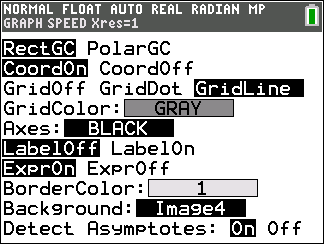 NORMAL FLOAT AUTO REAL RADIAN MP
GRAPH SPEED Xres=1
RectGC PolarGC
CoordOn CoordOff
GridOff GridDot GridLine
GridColor: GRAY
Axes: BLACK
LabelOff LabelOn
ExprOn ExprOff
BorderColor: 1
Background: Image4
Detect Asymptotes: On Off